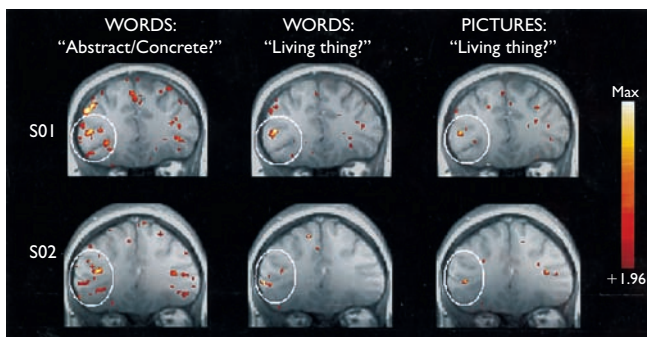 WORDS:
“Abstract/Concrete?”
WORDS:
“Living thing?”
PICTURES:
“Living thing?”
Max
S01
S02
+1.96